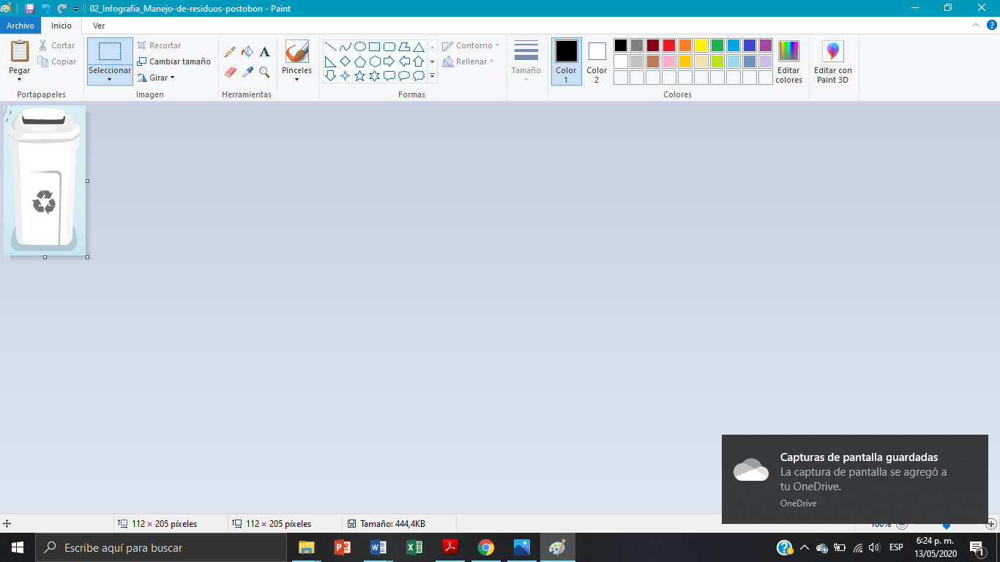 02_Infografia_Manejo-de-residuos-postobon - Paint
Archivo
Inicio
Ver
Pegar
Cortar
Copiar
Portapapeles
Seleccionar
Recortar
Cambiar tamaño
Girar
Imagen
A
Herramientas
Pinceles
Contorno
Rellenar
Formas
Tamaño
Color 
1
Color 
2
Editar 
colores
Colores
Editar con 
Paint 3D
Capturas de pantalla guardadas
La captura de pantalla se agregó a
tu OneDrive.
OneDrive
112 × 205 píxeles
112 × 205 píxeles
Tamaño: 444,4KB
100%
Escribe aquí para buscar
ESP
6:24 p. m.
13/05/2020
1